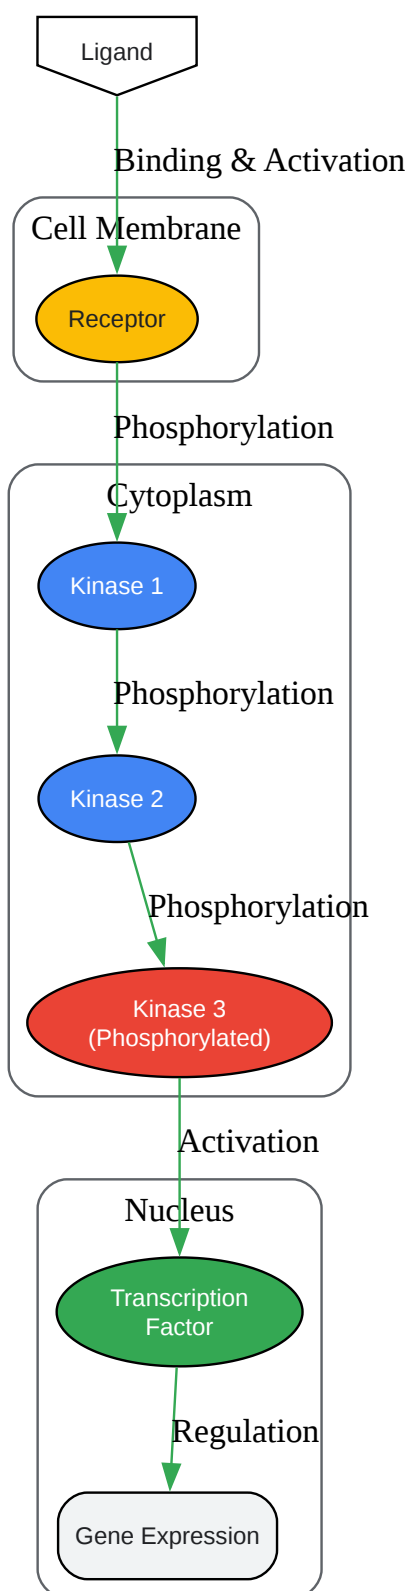 Ligand
Binding & Activation
Cell Membrane
Receptor
Phosphorylation
Cytoplasm
Kinase 1
Phosphorylation
Kinase 2
Phosphorylation
Kinase 3
(Phosphorylated)
Activation
Nucleus
Transcription
Factor
Regulation
Gene Expression